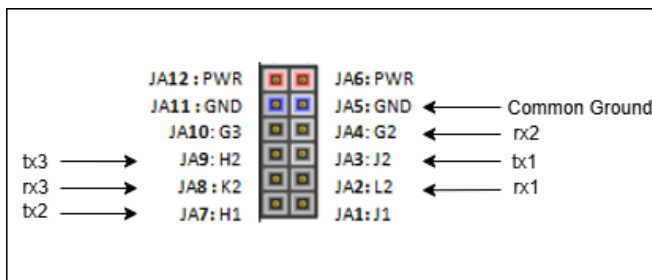 JA12 : PWR JA6: PWR
JA11 : GND JA5: GND Common Ground
JA10: G3 JA4: G2 rx2
tx3 JA9: H2 JA3: J2 tx1
rx3 JA8 : K2 JA2: L2 rx1
tx2 JA7: H1 JA1: J1